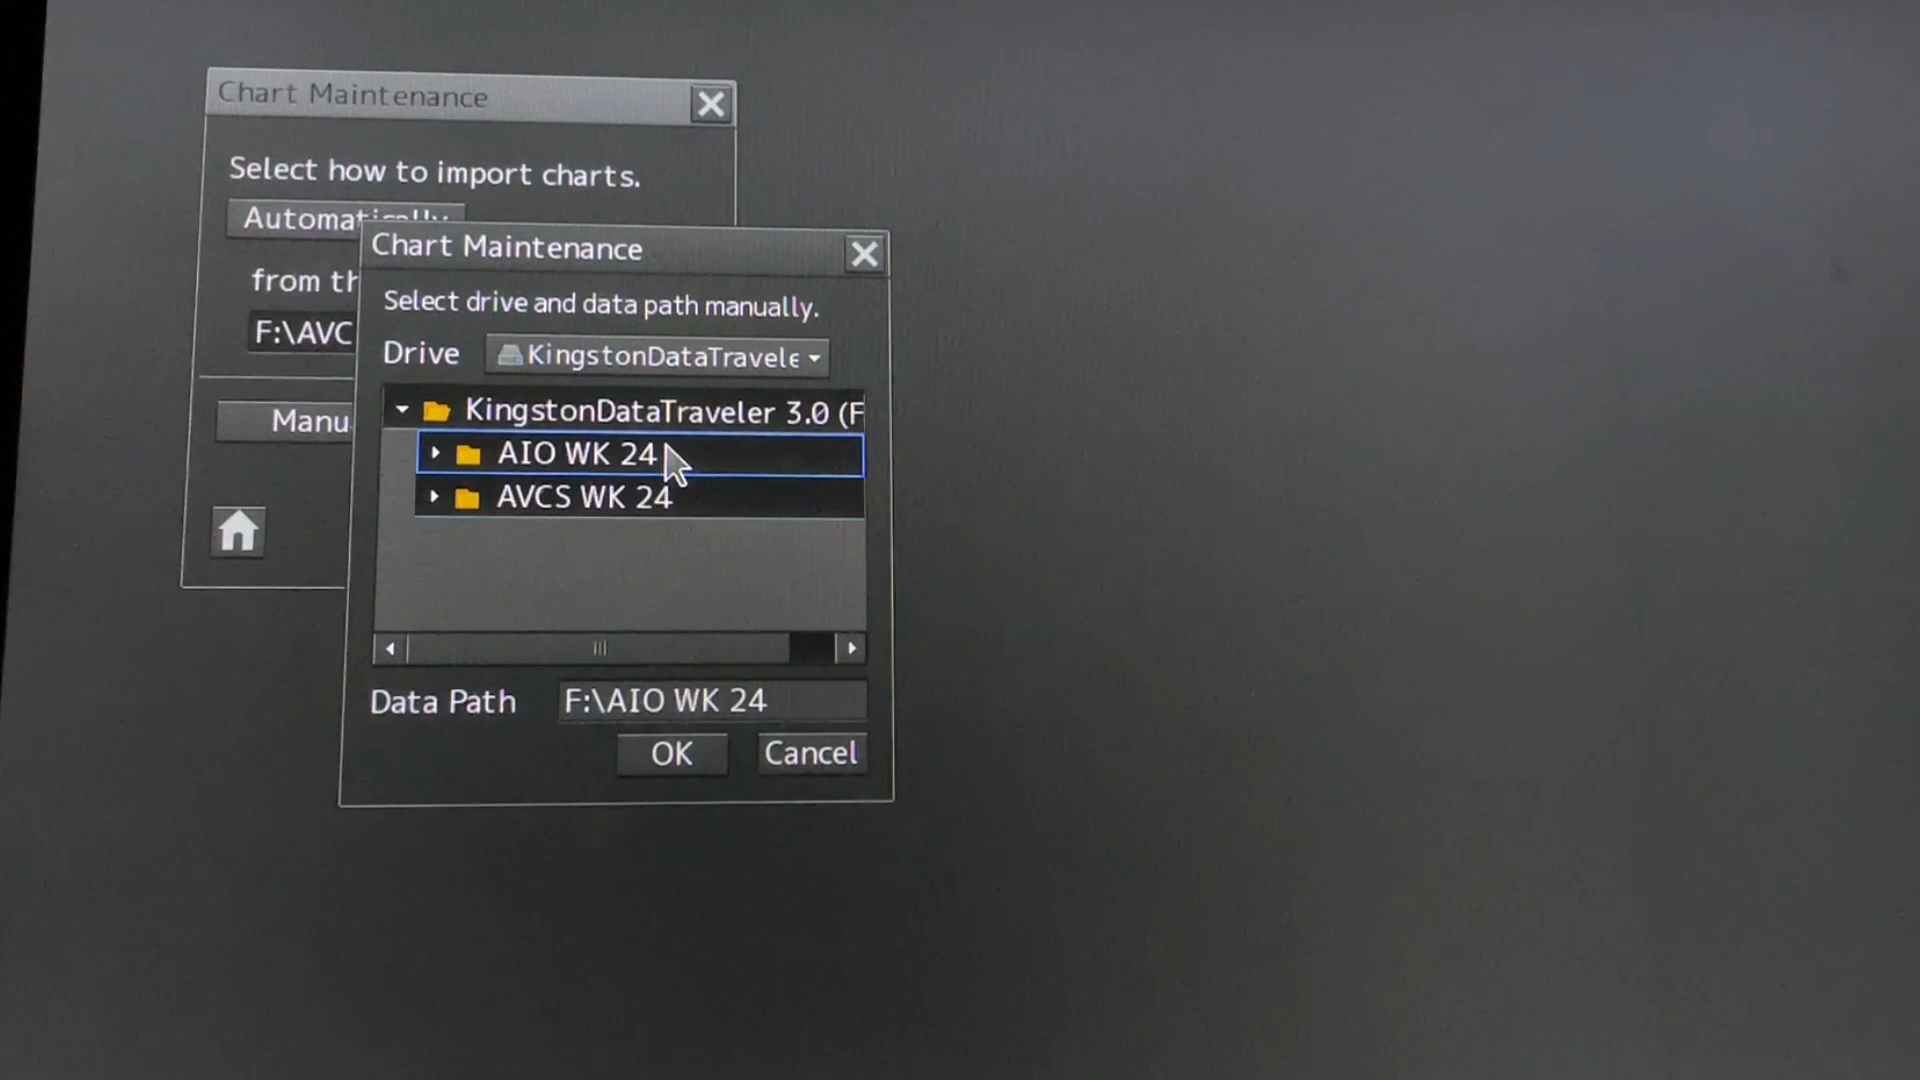 Chart Maintenance
Select how to import charts.
Automatically
from th
F:\AVC
Manu
Chart Maintenance
Select drive and data path manually.
Drive
KingstonDataTravele
KingstonDataTraveler 3.0 (F
AIO WK 24
AVCS WK 24
Data Path
F:\AIO WK 24
OK
Cancel